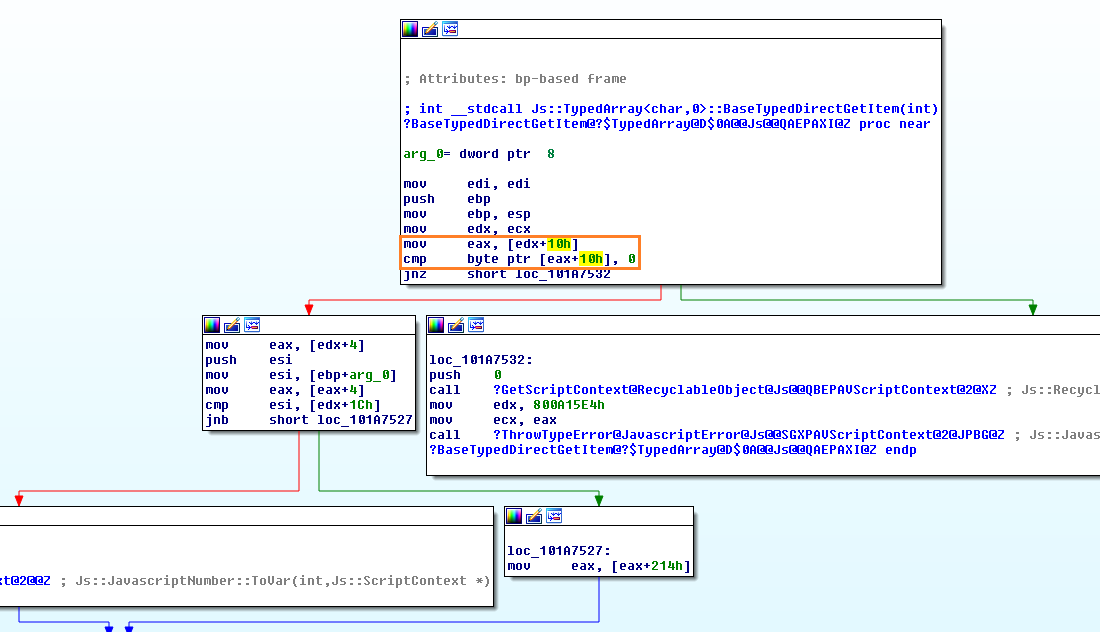 ; Attributes: bp-based frame
; int __stdcall Js::TypedArray<char,0>::BaseTypedDirectGetItem(int)
?BaseTypedDirectGetItem@?$TypedArray@D$0A@@Js@@QAEPAXI@Z proc near
arg_0= dword ptr  8
mov     edi, edi
push    ebp
mov     ebp, esp
mov     edx, ecx
mov     eax, [edx+10h]
cmp     byte ptr [eax+10h], 0
jnz     short loc_101A7532
mov     eax, [edx+4]
push    esi
mov     esi, [ebp+arg_0]
mov     eax, [eax+4]
cmp     esi, [edx+1Ch]
jnb     short loc_101A7527
loc_101A7532:
push    0
call    ?GetScriptContext@RecyclableObject@Js@@QBEPAVScriptContext@2@XZ ; Js::Recycl
mov     edx, 800A15E4h
mov     ecx, eax
call    ?ThrowTypeError@JavascriptError@Js@@SGXPAVScriptContext@2@JPBG@Z ; Js::Javas
?BaseTypedDirectGetItem@?$TypedArray@D$0A@@Js@@QAEPAXI@Z endp
xt@2@@Z ; Js::JavascriptNumber::ToVar(int,Js::ScriptContext *)
loc_101A7527:
mov     eax, [eax+214h]